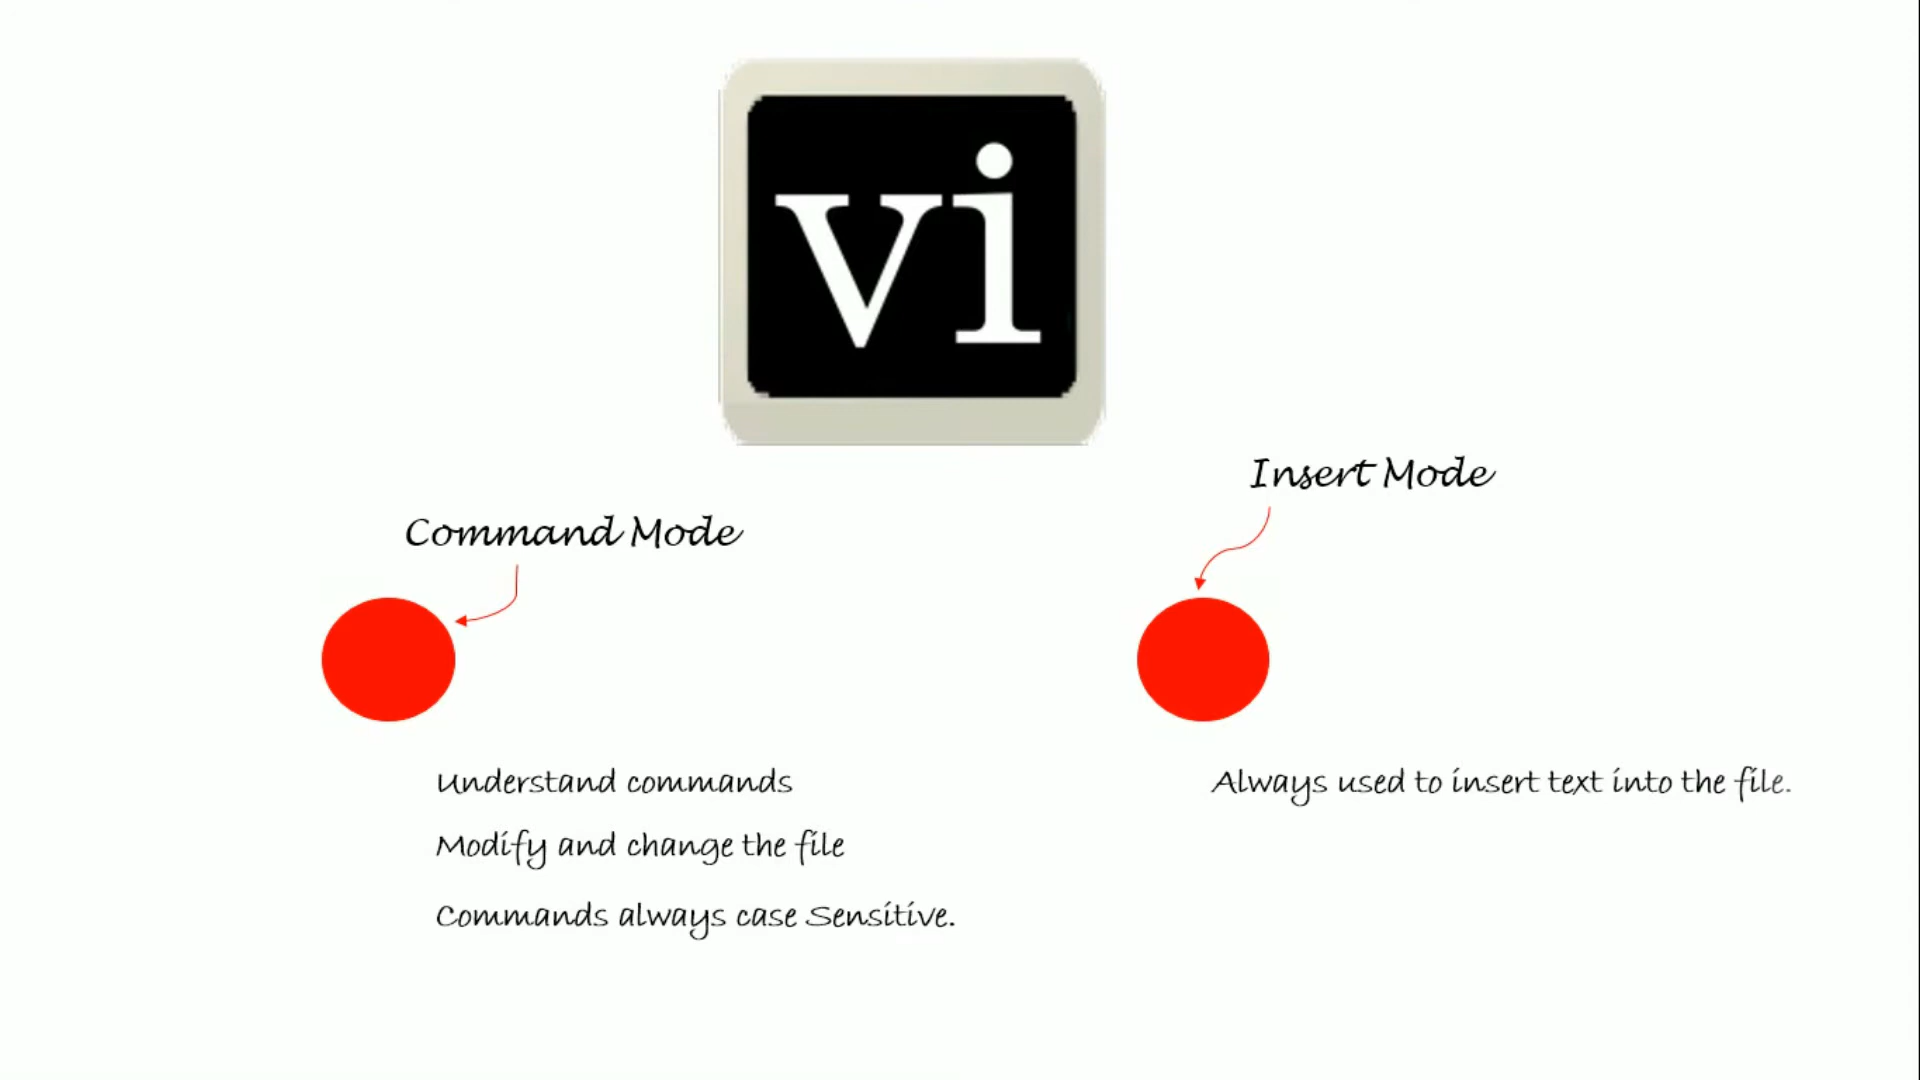 vi
Insert Mode
Command Mode
Understand commands
Always used to insert text into the file.
Modify and change the file
Commands always case Sensitive.